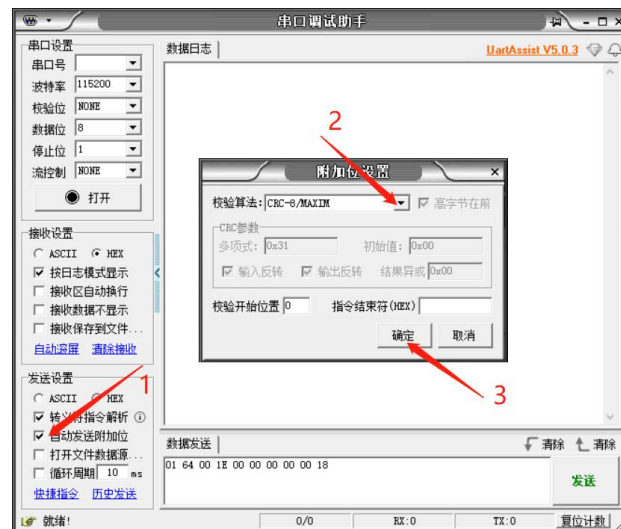 串口调试助手
串口设置
串口号
波特率 115200
校验位 NONE
数据位 8
停止位 1
流控制 NONE
打开
接收设置
ASCII HEX
按日志模式显示
接收区自动换行
接收数据不显示
接收保存到文件...
自动滚屏 清除接收
发送设置
ASCII HEX
转义符指令解析
自动发送附加位
打开文件数据源...
循环周期 10 ms
快捷指令 历史发送
数据日志
UartAssist V5.0.3
2
附加位设置
校验算法: CRC-8/MAXIM 高字节在前
CRC参数
多项式: 0x31 初始值: 0x00
输入反转 输出反转 结果异或 0x00
校验开始位置 0 指令结束符(HEX)
确定 取消
1
3
数据发送 清除 清除
01 64 00 1E 00 00 00 00 00 18
发送
就绪! 0/0 RX:0 TX:0 复位计数